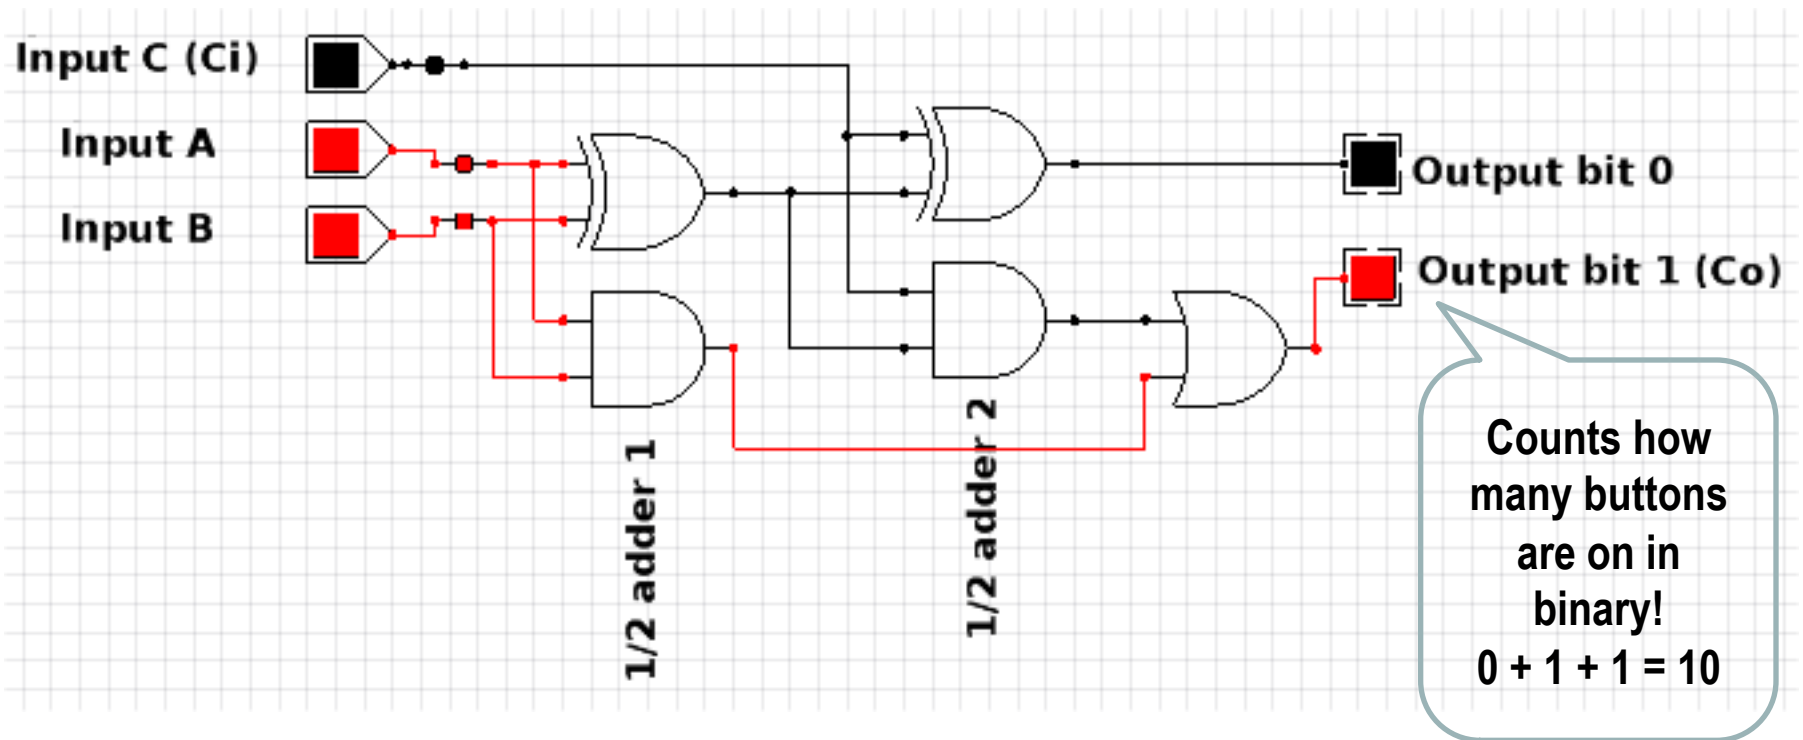 Input C (Ci)
Input A
Input B
Output bit 0
Output bit 1 (Co)
1/2 adder 1
1/2 adder 2
Counts how
many buttons
are on in
binary!
0 + 1 + 1 = 10